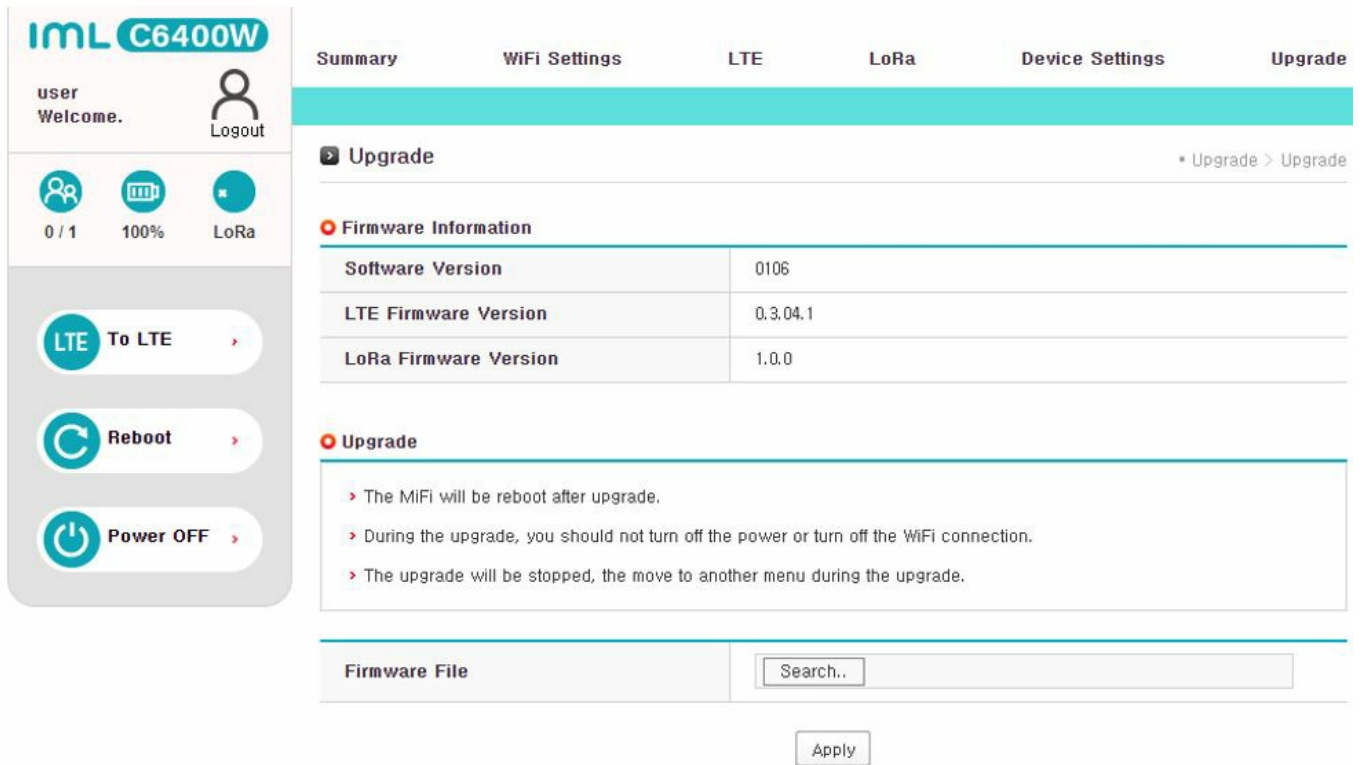 IML C6400W
user
Welcome.
Logout
0 / 1
100%
LoRa
To LTE
LTE
Reboot
Power OFF
Summary WiFi Settings LTE LoRa Device Settings Upgrade
Upgrade
Upgrade > Upgrade
Firmware Information
Software Version 0106
LTE Firmware Version 0.3.04.1
LoRa Firmware Version 1.0.0
Upgrade
The MiFi will be reboot after upgrade.
During the upgrade, you should not turn off the power or turn off the WiFi connection.
The upgrade will be stopped, the move to another menu during the upgrade.
Firmware File Search..
Apply